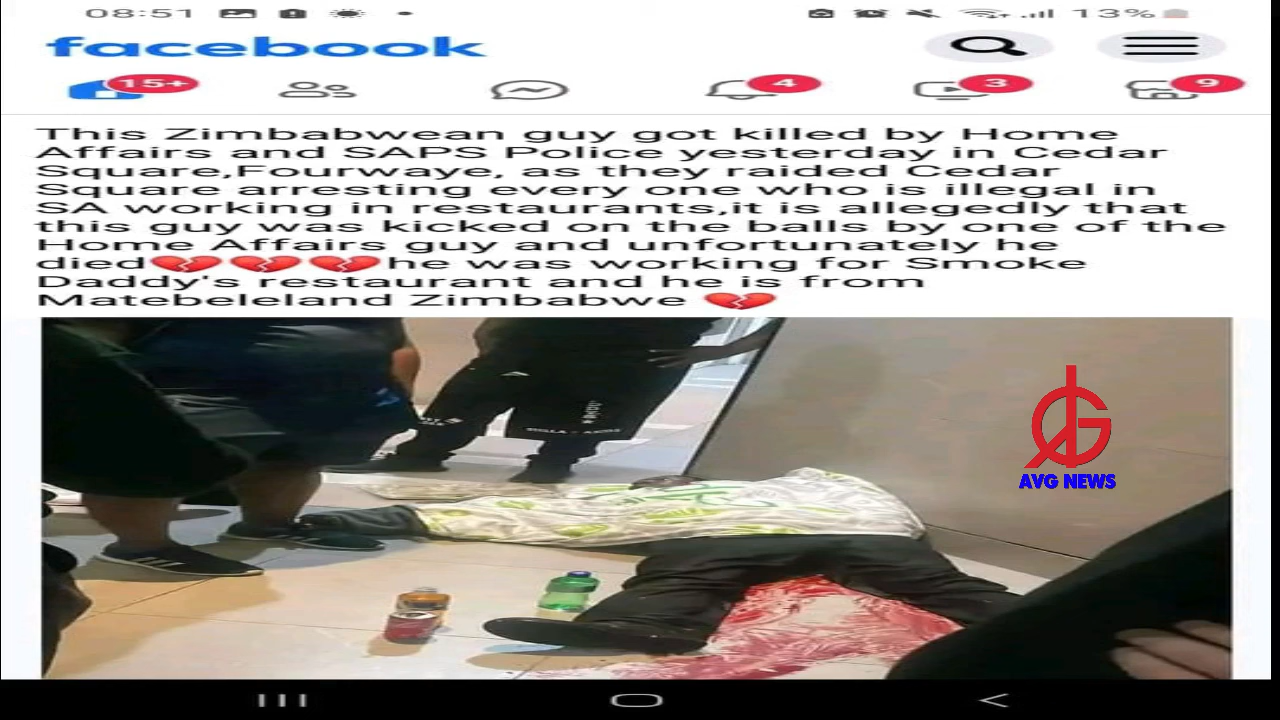 08:51
13%
facebook
15+
4
3
9
This Zimbabwean guy got killed by Home
Affairs and SAPS Police yesterday in Cedar
Square,Fourwaye, as they raided Cedar
Square arresting every one who is illegal in
SA working in restaurants,it is allegedly that
this guy was kicked on the balls by one of the
Home Affairs guy and unfortunately he
died💔💔💔he was working for Smoke
Daddy's restaurant and he is from
Matebeleland Zimbabwe 💔
AVG NEWS